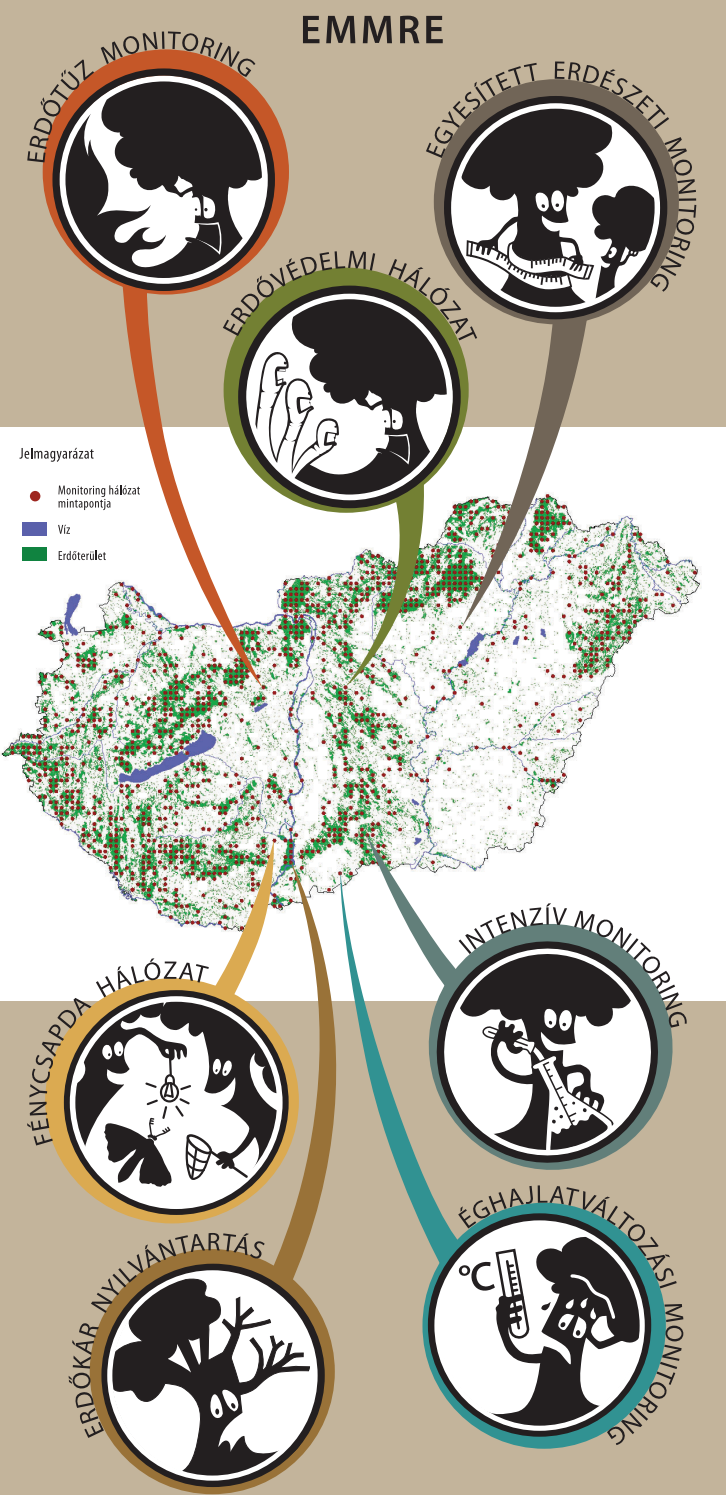 EMMRE
ERDŐTŰZ MONITORING
EGYESÍTETT ERDÉSZETI MONITORING
ERDŐVÉDELMI HÁLÓZAT
Jelmagyarázat
Monitoring hálózat
mintapontja
Víz
Erdőterület
INTENZÍV MONITORING
FÉNYCSAPDA HÁLÓZAT
ÉGHAJLATVÁLTOZÁSI MONITORING
°C
ERDŐKÁR NYILVÁNTARTÁS